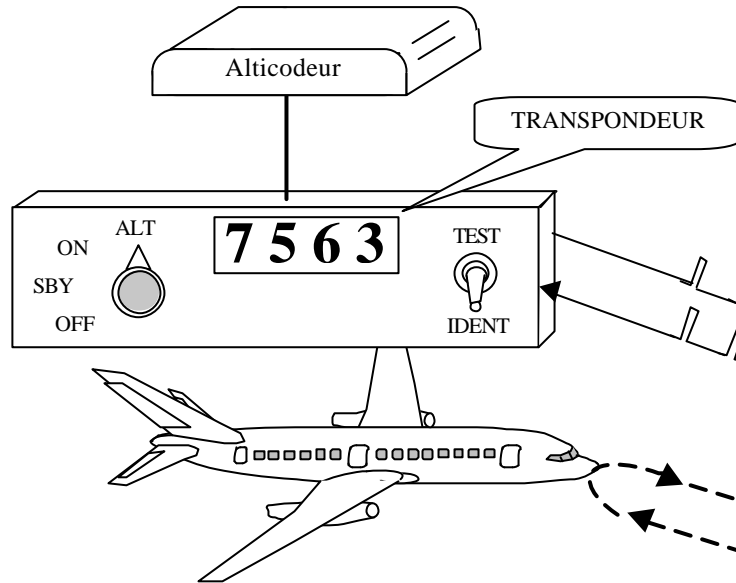 Alticodeur
TRANSPONDEUR
ALT
ON
SBY
OFF
7 5 6 3
TEST
IDENT